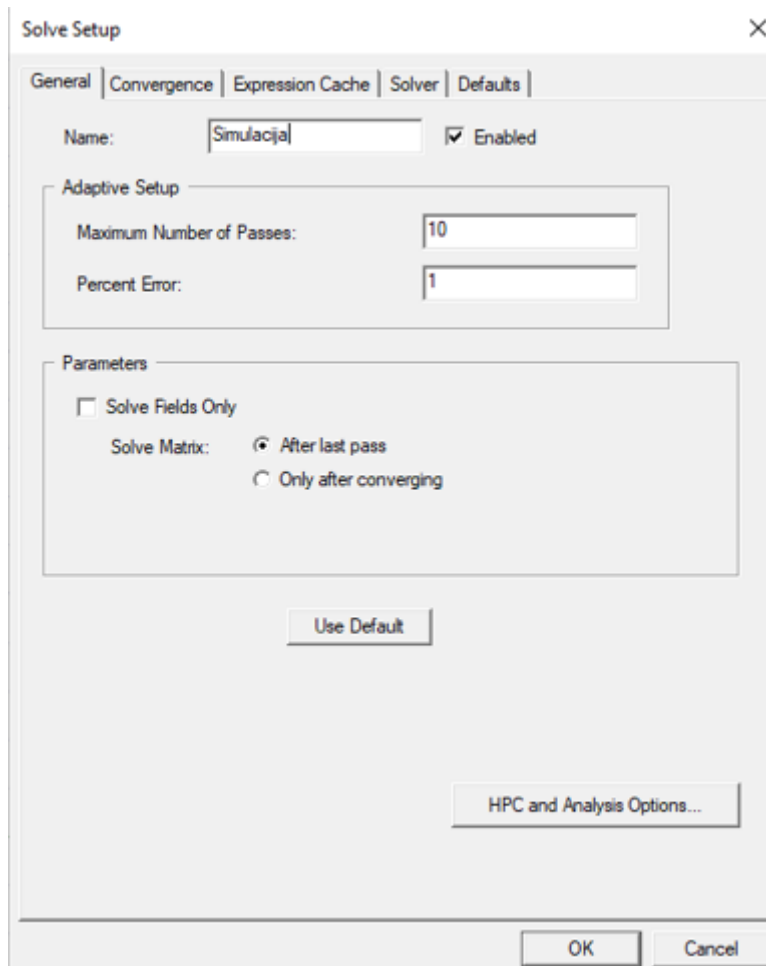 Solve Setup
General Convergence Expression Cache Solver Defaults
Name: Simulacija Enabled
Adaptive Setup
Maximum Number of Passes: 10
Percent Error: 1
Parameters
Solve Fields Only
Solve Matrix: After last pass
Only after converging
Use Default
HPC and Analysis Options...
OK Cancel